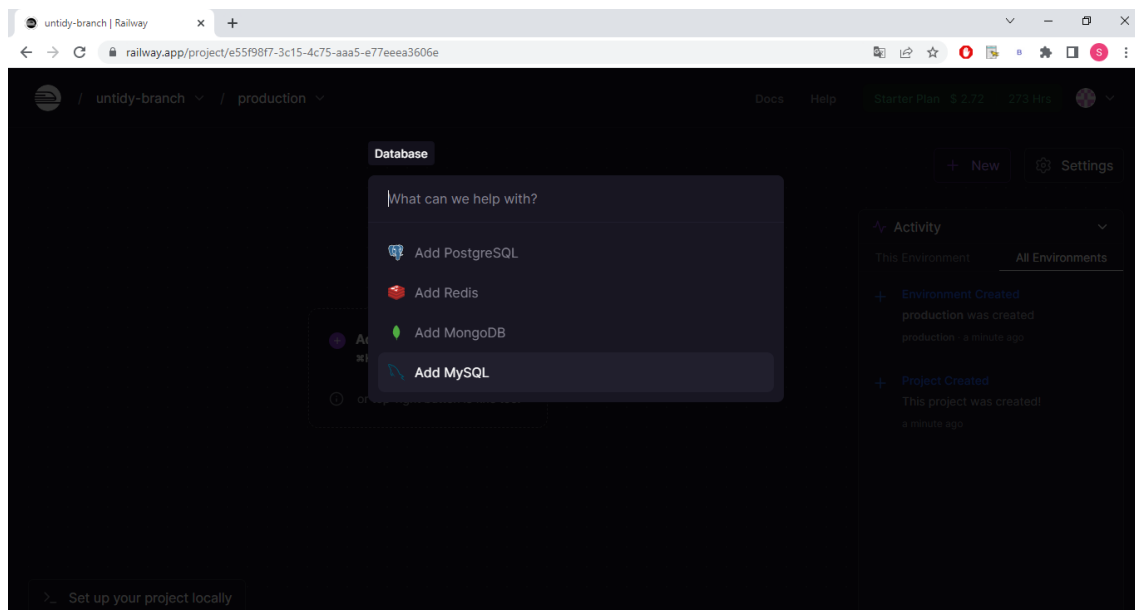 untidy-branch | Railway
railway.app/project/e55f98f7-3c15-4c75-aaa5-e77eeea3606e
B
S
/ untidy-branch / production
Docs Help Starter Plan $ 2.72 273 Hrs
Database
+ New Settings
What can we help with?
Activity
This Environment All Environments
Add PostgreSQL
Add Redis
Add MongoDB
Add MySQL
Environment Created
production was created
production · a minute ago
Project Created
This project was created!
a minute ago
>_ Set up your project locally